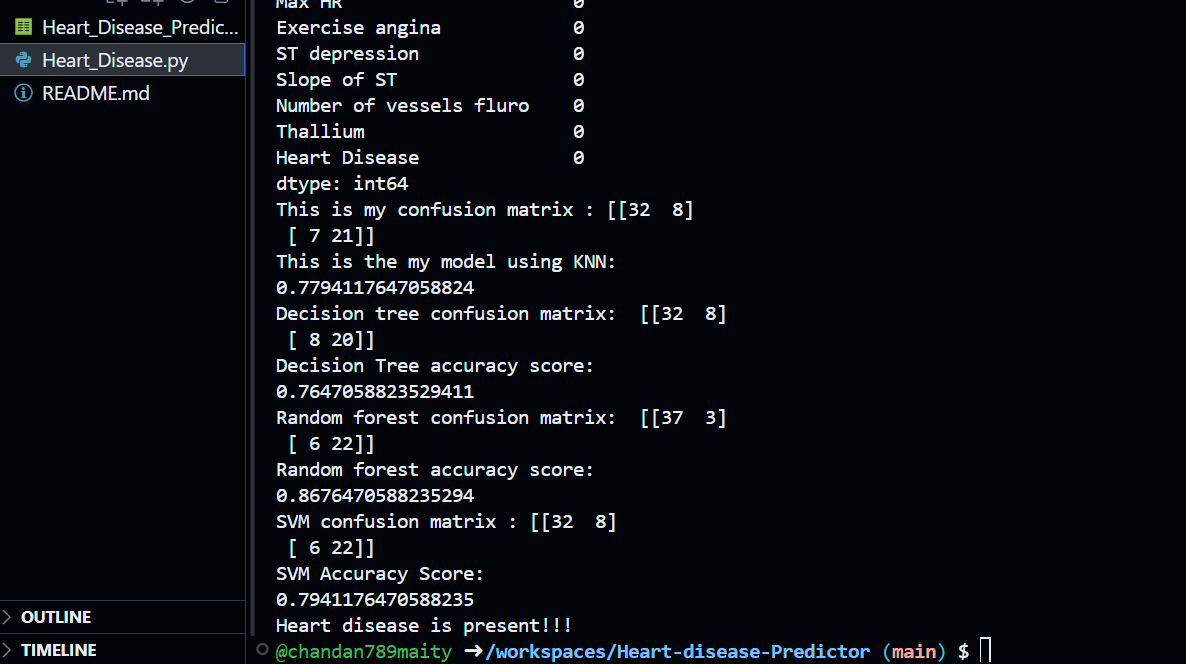 Heart_Disease_Predic...
Heart_Disease.py
README.md
OUTLINE
TIMELINE
Max HR 0
Exercise angina 0
ST depression 0
Slope of ST 0
Number of vessels fluro 0
Thallium 0
Heart Disease 0
dtype: int64
This is my confusion matrix : [[32  8]
 [ 7 21]]
This is the my model using KNN:
0.7794117647058824
Decision tree confusion matrix:  [[32  8]
 [ 8 20]]
Decision Tree accuracy score:
0.7647058823529411
Random forest confusion matrix:  [[37  3]
 [ 6 22]]
Random forest accuracy score:
0.8676470588235294
SVM confusion matrix : [[32  8]
 [ 6 22]]
SVM Accuracy Score:
0.7941176470588235
Heart disease is present!!!
@chandan789maity ➜/workspaces/Heart-disease-Predictor (main) $